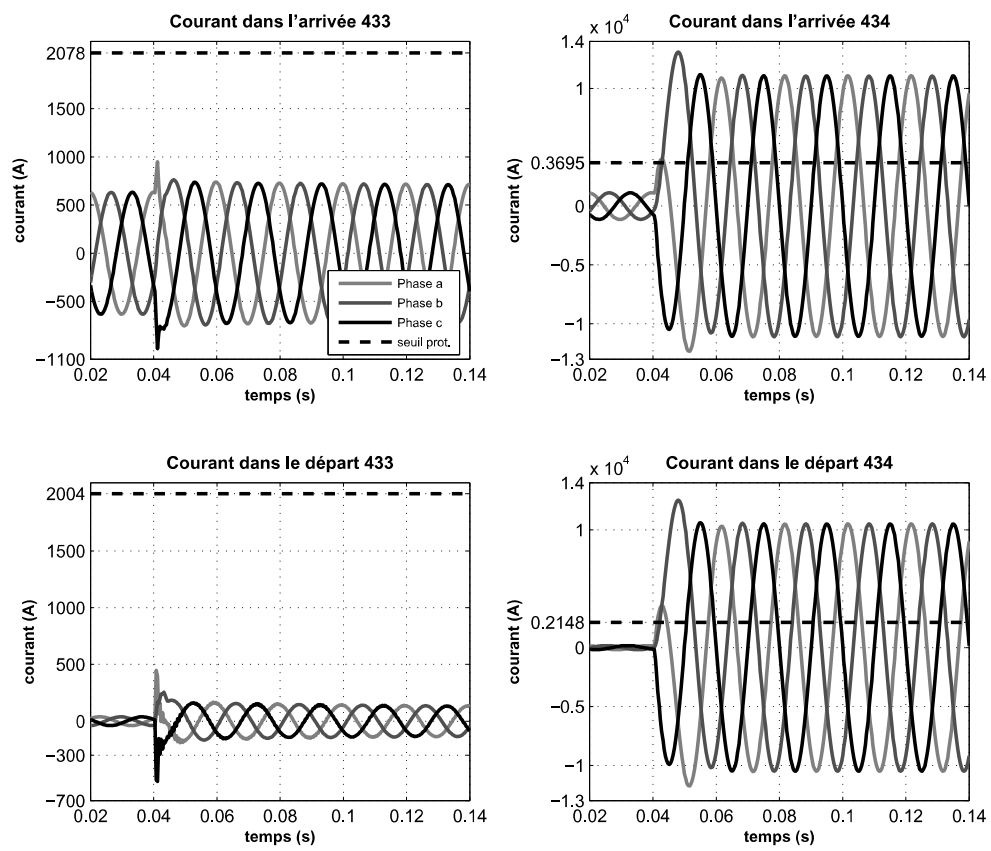 Courant dans l'arrivée 433
2078
1500
1000
500
0
−500
−1100
courant (A)
0.02 0.04 0.06 0.08 0.1 0.12 0.14
temps (s)
Phase a
Phase b
Phase c
seuil prot.
Courant dans l'arrivée 434
x 10^4
1.4
1
0.3695
0
−0.5
−1
−1.3
courant (A)
0.02 0.04 0.06 0.08 0.1 0.12 0.14
temps (s)
Courant dans le départ 433
2004
1500
1000
500
0
−300
−700
courant (A)
0.02 0.04 0.06 0.08 0.1 0.12 0.14
temps (s)
Courant dans le départ 434
x 10^4
1.4
1
0.2148
0
−0.5
−1
−1.3
courant (A)
0.02 0.04 0.06 0.08 0.1 0.12 0.14
temps (s)